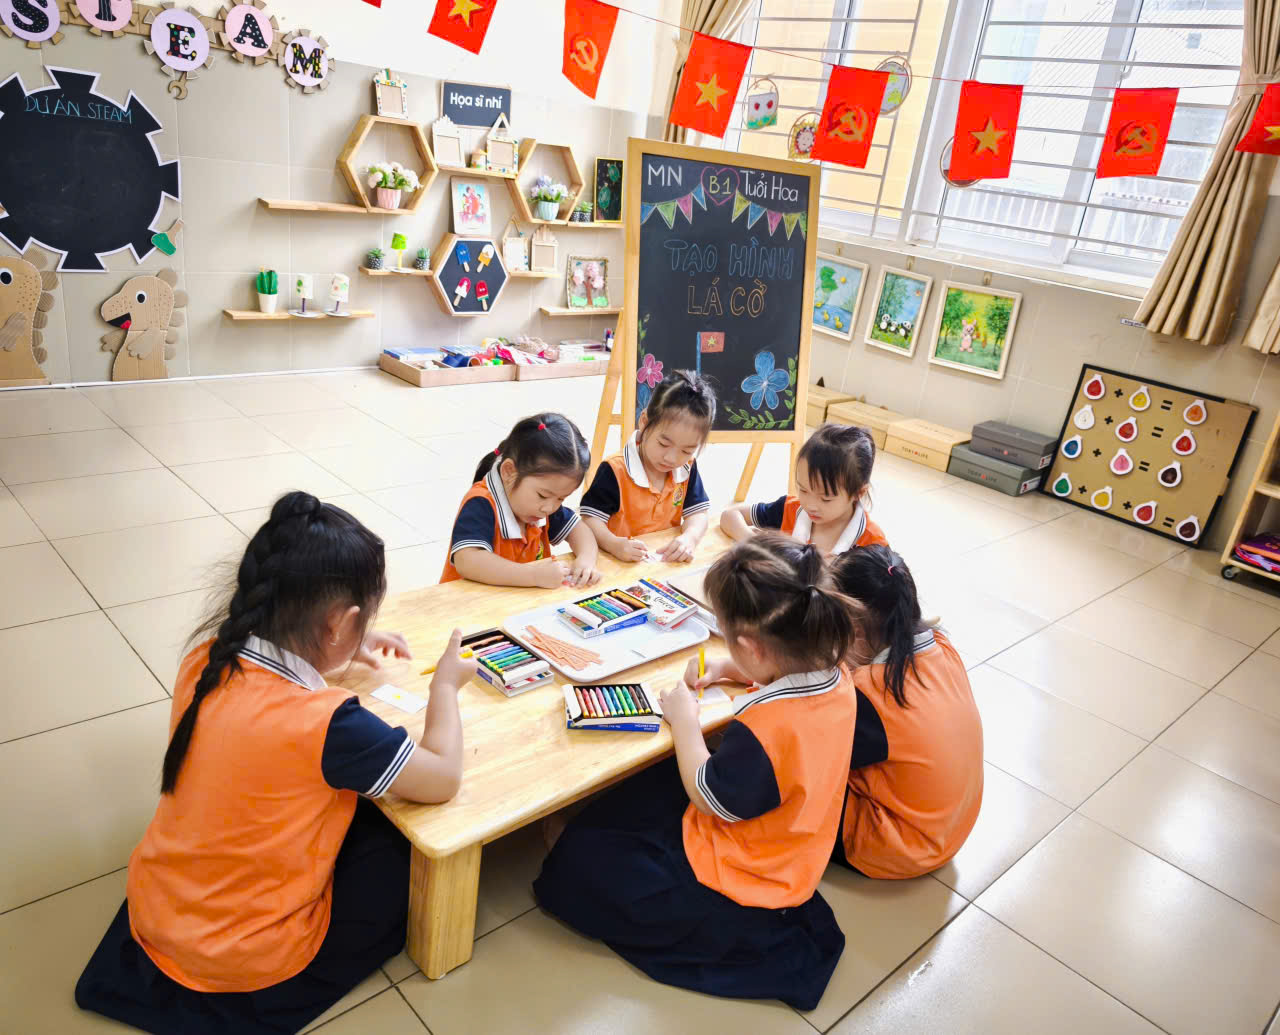 STEAM
DỰ ÁN STEAM
Họa sĩ nhí
MN B1 Tuổi Hoa
TẠO HÌNH
LÁ CỜ